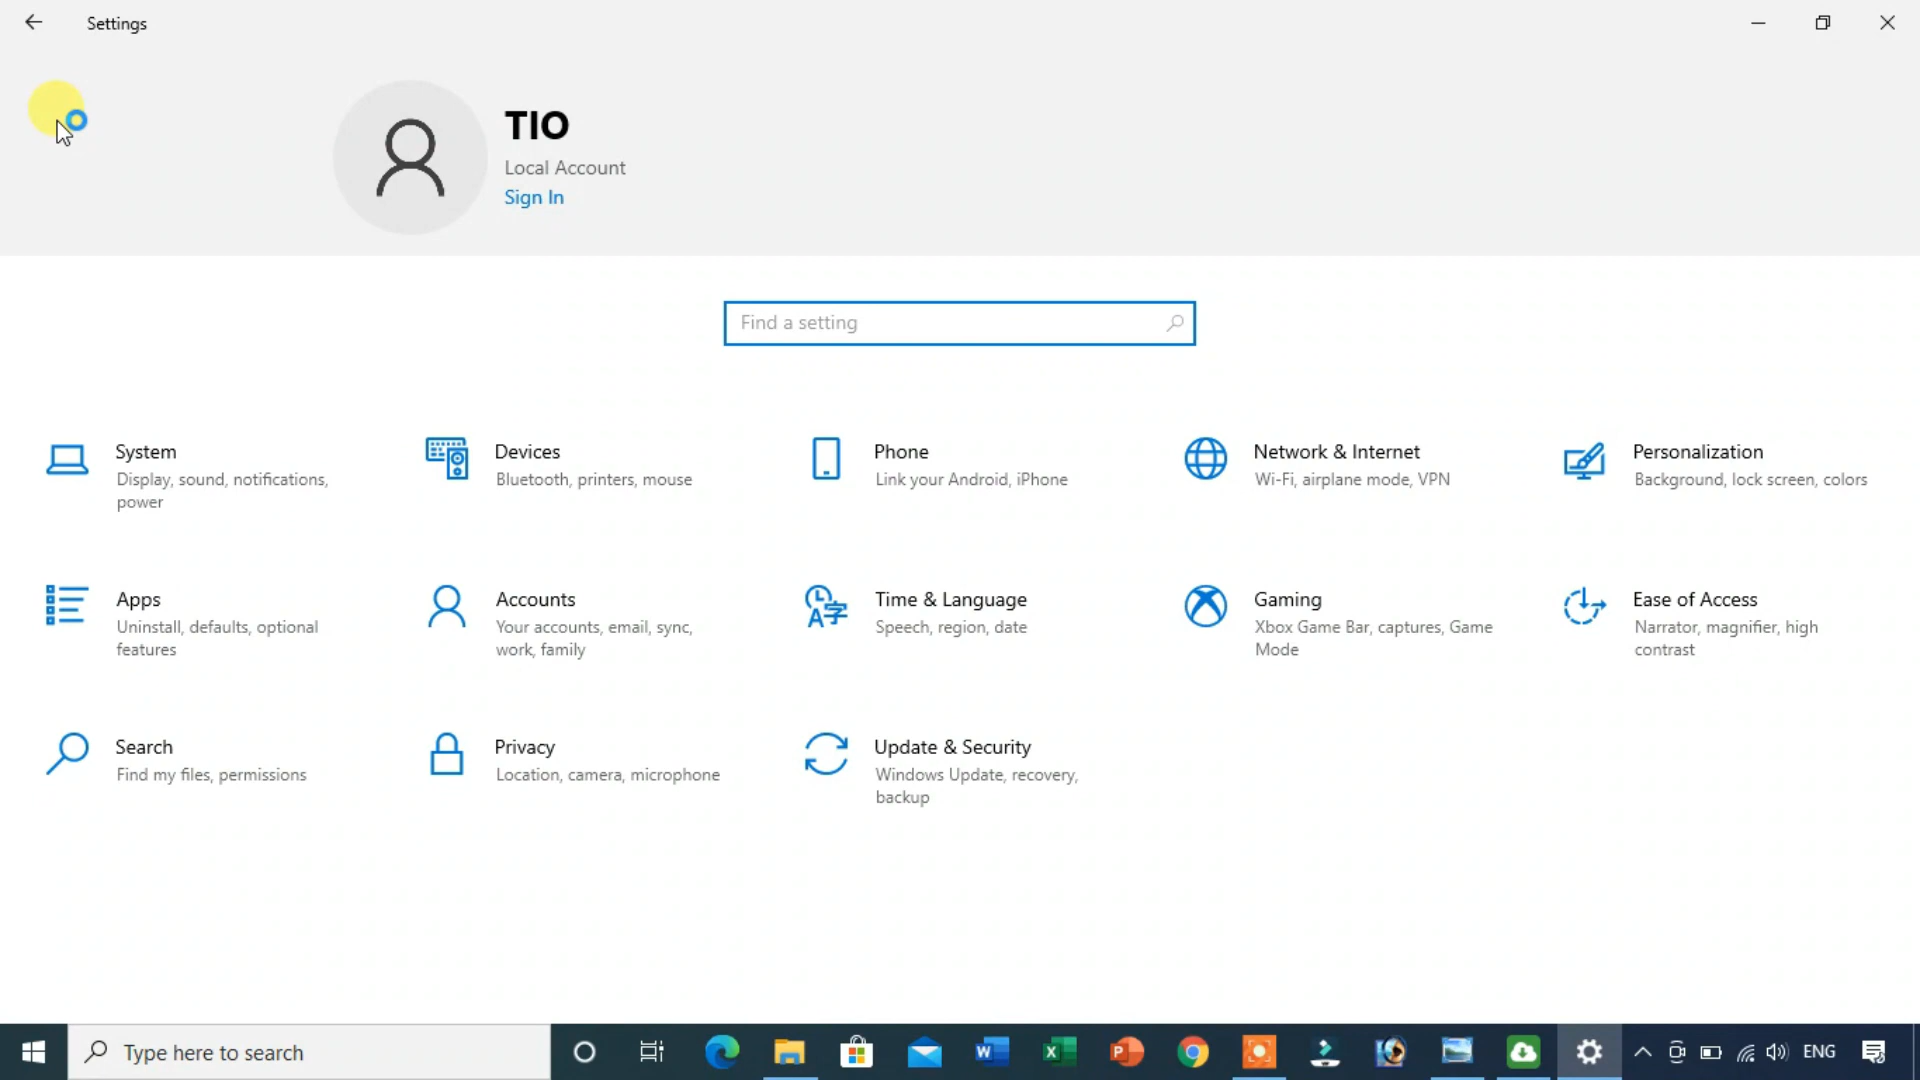 Settings
TIO
Local Account
Sign In
Find a setting
System
Display, sound, notifications,
power
Devices
Bluetooth, printers, mouse
Phone
Link your Android, iPhone
Network & Internet
Wi-Fi, airplane mode, VPN
Personalization
Background, lock screen, colors
Apps
Uninstall, defaults, optional
features
Accounts
Your accounts, email, sync,
work, family
Time & Language
Speech, region, date
Gaming
Xbox Game Bar, captures, Game
Mode
Ease of Access
Narrator, magnifier, high
contrast
Search
Find my files, permissions
Privacy
Location, camera, microphone
Update & Security
Windows Update, recovery,
backup
Type here to search
ENG